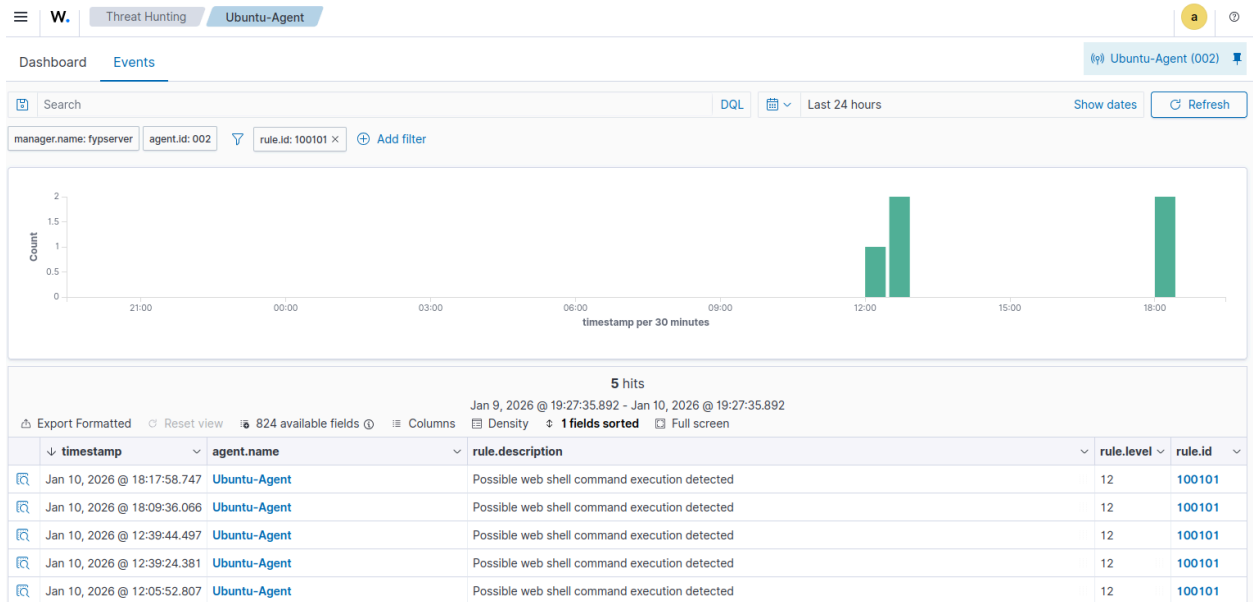 W. Threat Hunting Ubuntu-Agent a
Dashboard Events Ubuntu-Agent (002)
Search DQL Last 24 hours Show dates Refresh
manager.name: fypserver agent.id: 002 rule.id: 100101 × Add filter
2
1.5
1
0.5
0
Count
21:00 00:00 03:00 06:00 09:00 12:00 15:00 18:00
timestamp per 30 minutes
5 hits
Jan 9, 2026 @ 19:27:35.892 - Jan 10, 2026 @ 19:27:35.892
Export Formatted Reset view 824 available fields Columns Density 1 fields sorted Full screen
timestamp agent.name rule.description rule.level rule.id
Jan 10, 2026 @ 18:17:58.747 Ubuntu-Agent Possible web shell command execution detected 12 100101
Jan 10, 2026 @ 18:09:36.066 Ubuntu-Agent Possible web shell command execution detected 12 100101
Jan 10, 2026 @ 12:39:44.497 Ubuntu-Agent Possible web shell command execution detected 12 100101
Jan 10, 2026 @ 12:39:24.381 Ubuntu-Agent Possible web shell command execution detected 12 100101
Jan 10, 2026 @ 12:05:52.807 Ubuntu-Agent Possible web shell command execution detected 12 100101